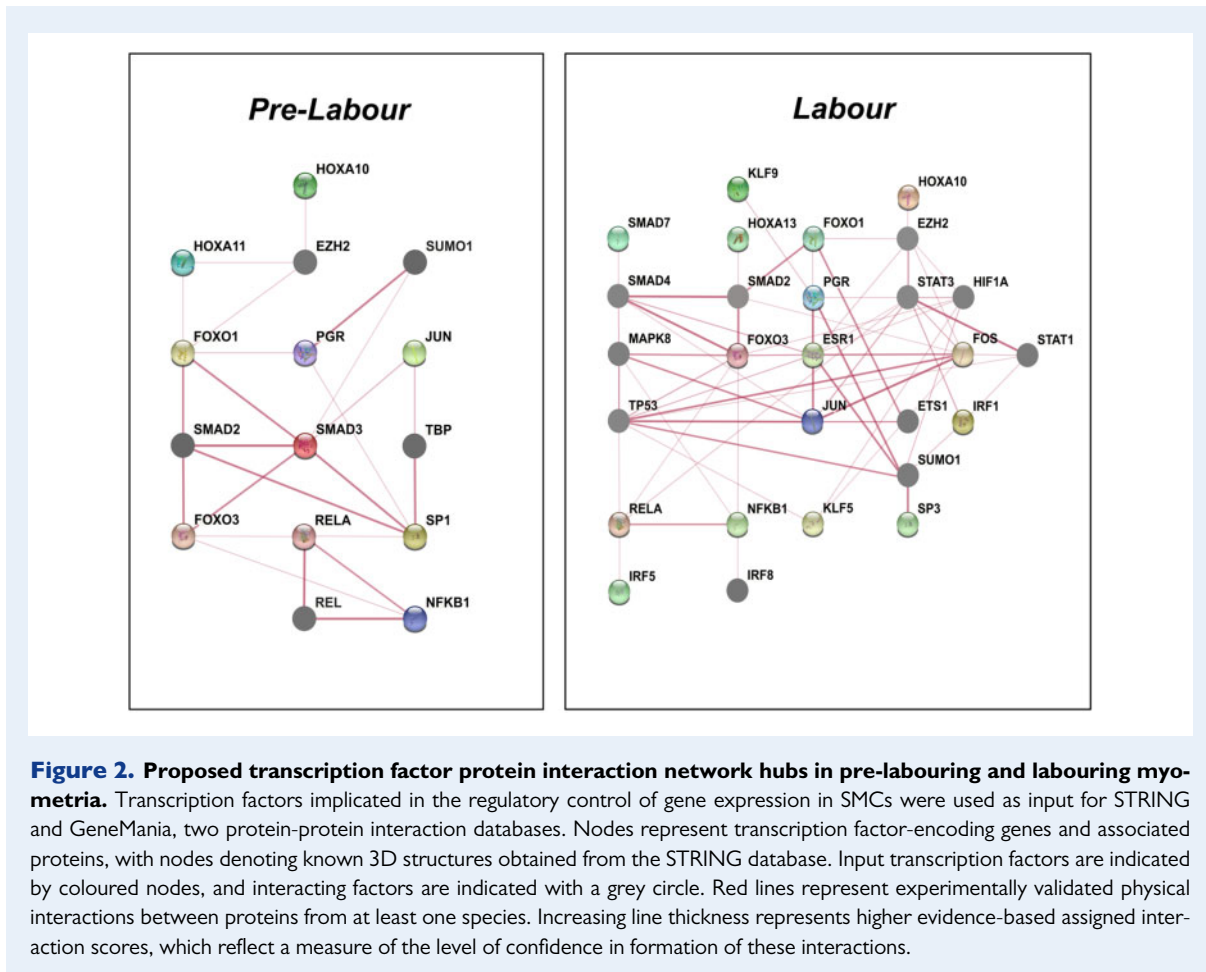 Pre-Labour
HOXA10
HOXA11
EZH2
SUMO1
FOXO1
PGR
JUN
SMAD2
SMAD3
TBP
FOXO3
RELA
SP1
REL
NFKB1
Labour
KLF9
HOXA10
SMAD7
HOXA13
FOXO1
EZH2
SMAD4
SMAD2
PGR
STAT3
HIF1A
MAPK8
FOXO3
ESR1
FOS
STAT1
TP53
JUN
ETS1
IRF1
SUMO1
RELA
NFKB1
KLF5
SP3
IRF5
IRF8
Figure 2. Proposed transcription factor protein interaction network hubs in pre-labouring and labouring myo-
metria. Transcription factors implicated in the regulatory control of gene expression in SMCs were used as input for STRING
and GeneMania, two protein-protein interaction databases. Nodes represent transcription factor-encoding genes and associated
proteins, with nodes denoting known 3D structures obtained from the STRING database. Input transcription factors are indicated
by coloured nodes, and interacting factors are indicated with a grey circle. Red lines represent experimentally validated physical
interactions between proteins from at least one species. Increasing line thickness represents higher evidence-based assigned inter-
action scores, which reflect a measure of the level of confidence in formation of these interactions.